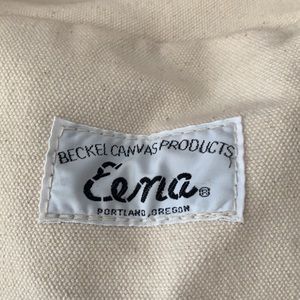 BECKEL CANVAS PRODUCTS
Eena®
PORTLAND, OREGON